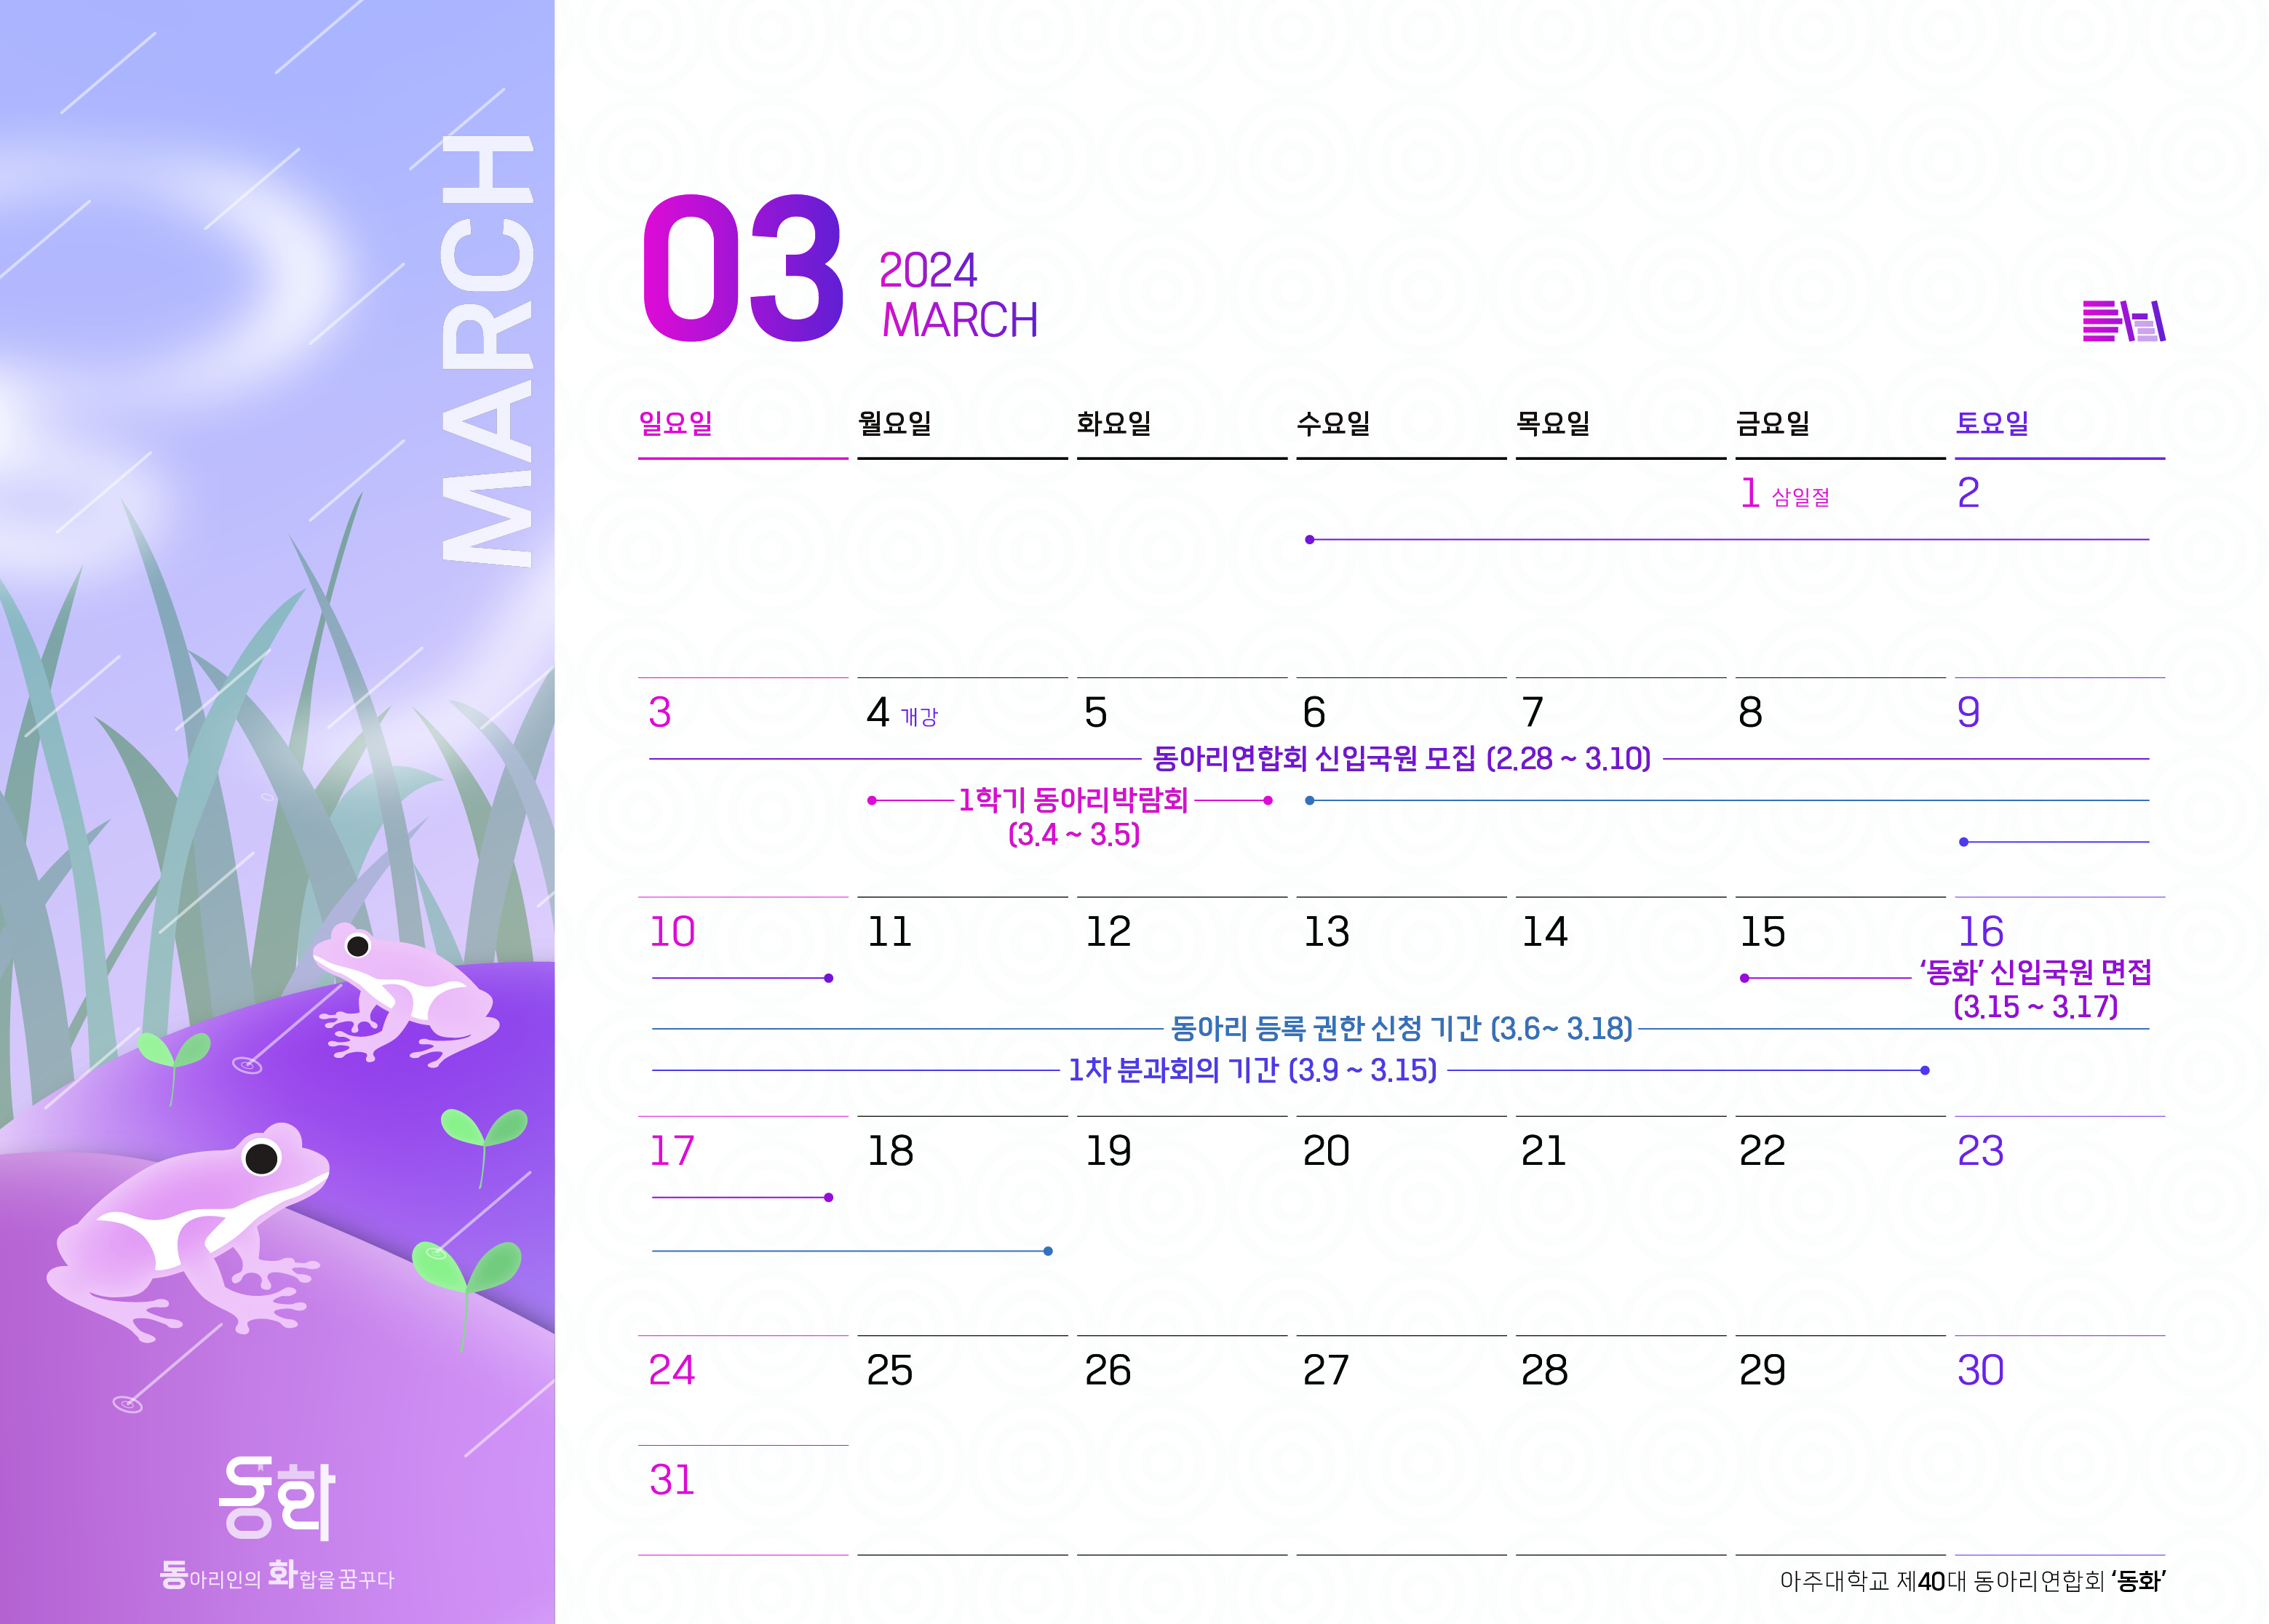 MARCH
03
2024
MARCH
일요일 월요일 화요일 수요일 목요일 금요일 토요일
1 삼일절 2
3 4 개강 5 6 7 8 9
동아리연합회 신입국원 모집 (2.28 ~ 3.10)
1학기 동아리박람회
(3.4 ~ 3.5)
10 11 12 13 14 15 16
‘동화’ 신입국원 면접
(3.15 ~ 3.17)
동아리 등록 권한 신청 기간 (3.6~ 3.18)
1차 분과회의 기간 (3.9 ~ 3.15)
17 18 19 20 21 22 23
24 25 26 27 28 29 30
31
동화
동아리인의 화합을 꿈꾸다
아주대학교 제40대 동아리연합회 ‘동화’